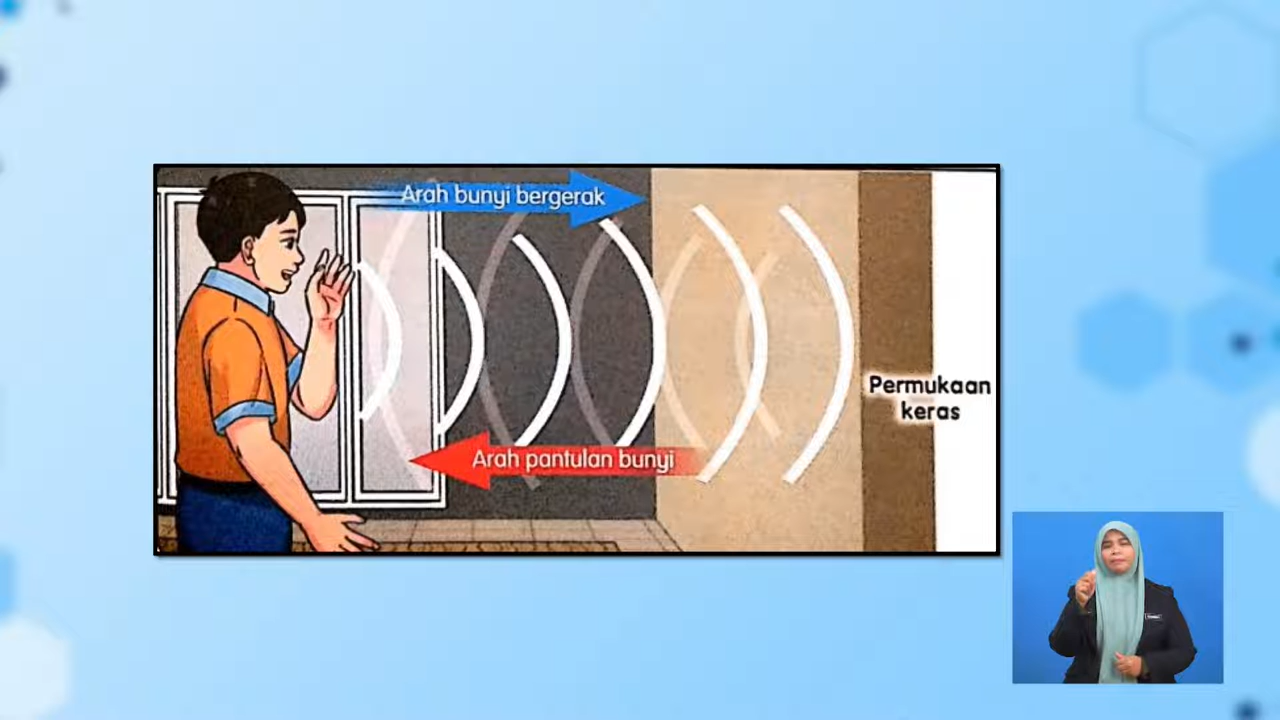 Arah bunyi bergerak
Permukaan
keras
Arah pantulan bunyi